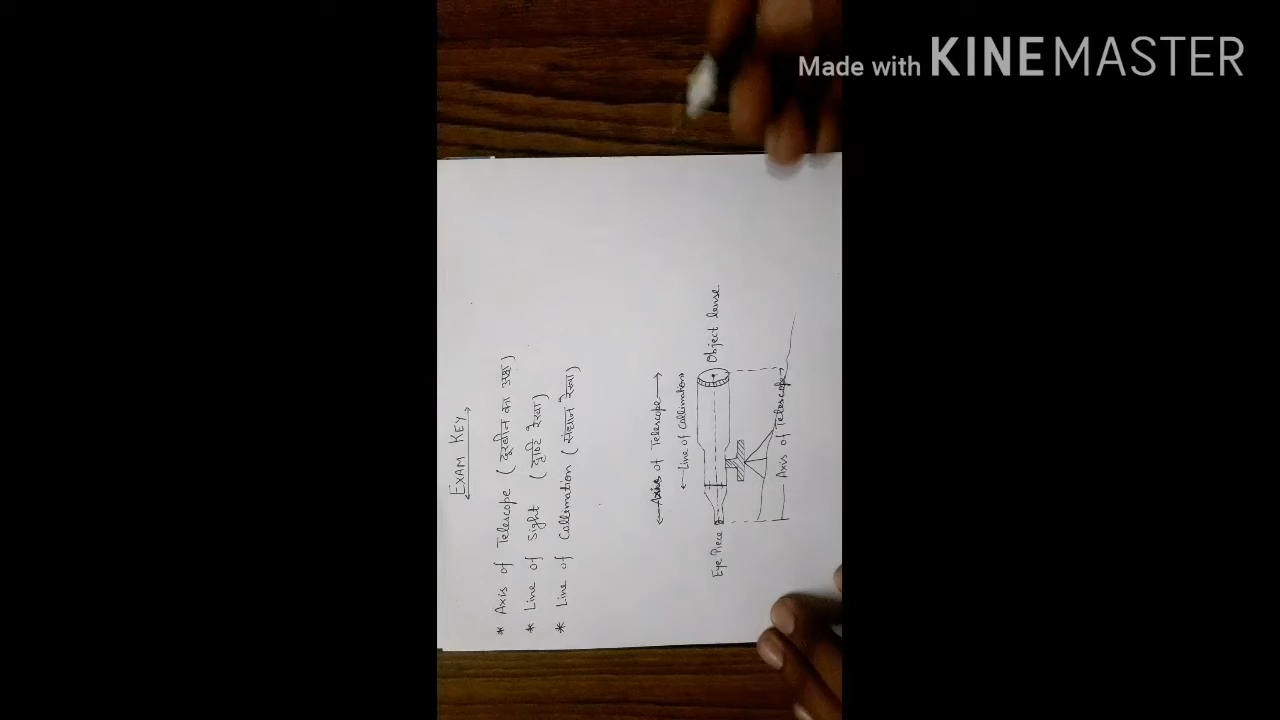 Made with KINEMASTER
EXAM KEY
* Axis of Telescope (दूरबीन का अक्ष)
* Line of Sight (दृष्टि रेखा)
* Line of Collimation (संधान रेखा)
Axis of Telescope
Line of Collimation
Eye Piece
Object lense.
Axis of Telescope